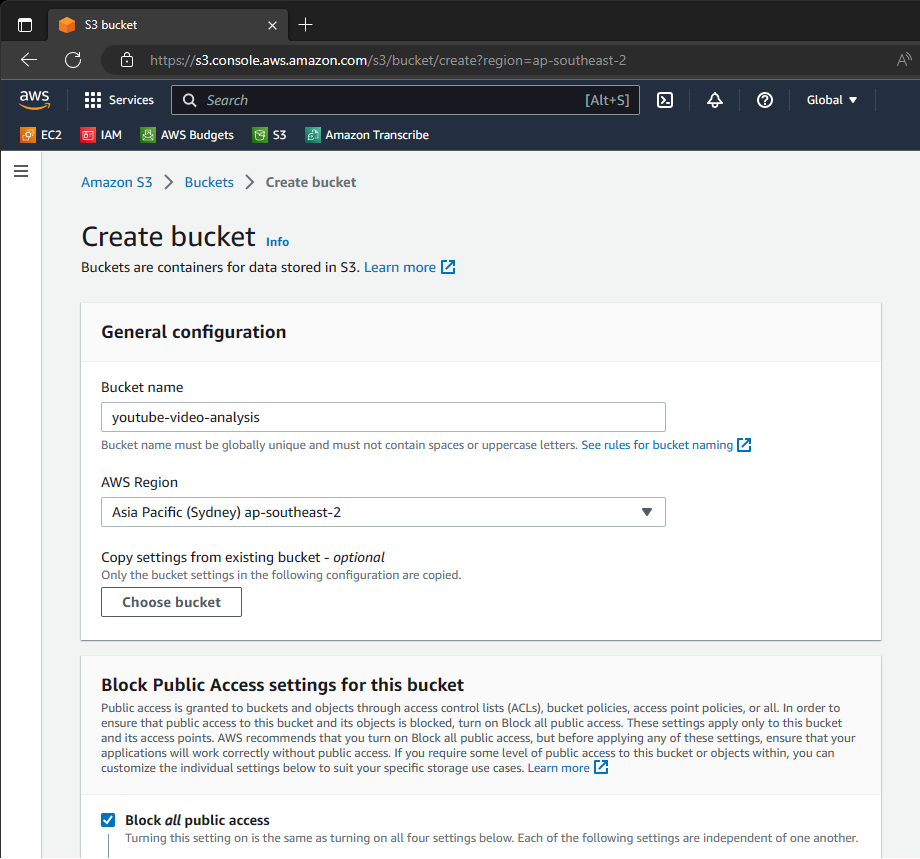 S3 bucket
https://s3.console.aws.amazon.com/s3/bucket/create?region=ap-southeast-2
aws Services Search [Alt+S] Global
EC2 IAM AWS Budgets S3 Amazon Transcribe
Amazon S3 Buckets Create bucket
Create bucket Info
Buckets are containers for data stored in S3. Learn more
General configuration
Bucket name
youtube-video-analysis
Bucket name must be globally unique and must not contain spaces or uppercase letters. See rules for bucket naming
AWS Region
Asia Pacific (Sydney) ap-southeast-2
Copy settings from existing bucket - optional
Only the bucket settings in the following configuration are copied.
Choose bucket
Block Public Access settings for this bucket
Public access is granted to buckets and objects through access control lists (ACLs), bucket policies, access point policies, or all. In order to
ensure that public access to this bucket and its objects is blocked, turn on Block all public access. These settings apply only to this bucket
and its access points. AWS recommends that you turn on Block all public access, but before applying any of these settings, ensure that your
applications will work correctly without public access. If you require some level of public access to this bucket or objects within, you can
customize the individual settings below to suit your specific storage use cases. Learn more
Block all public access
Turning this setting on is the same as turning on all four settings below. Each of the following settings are independent of one another.